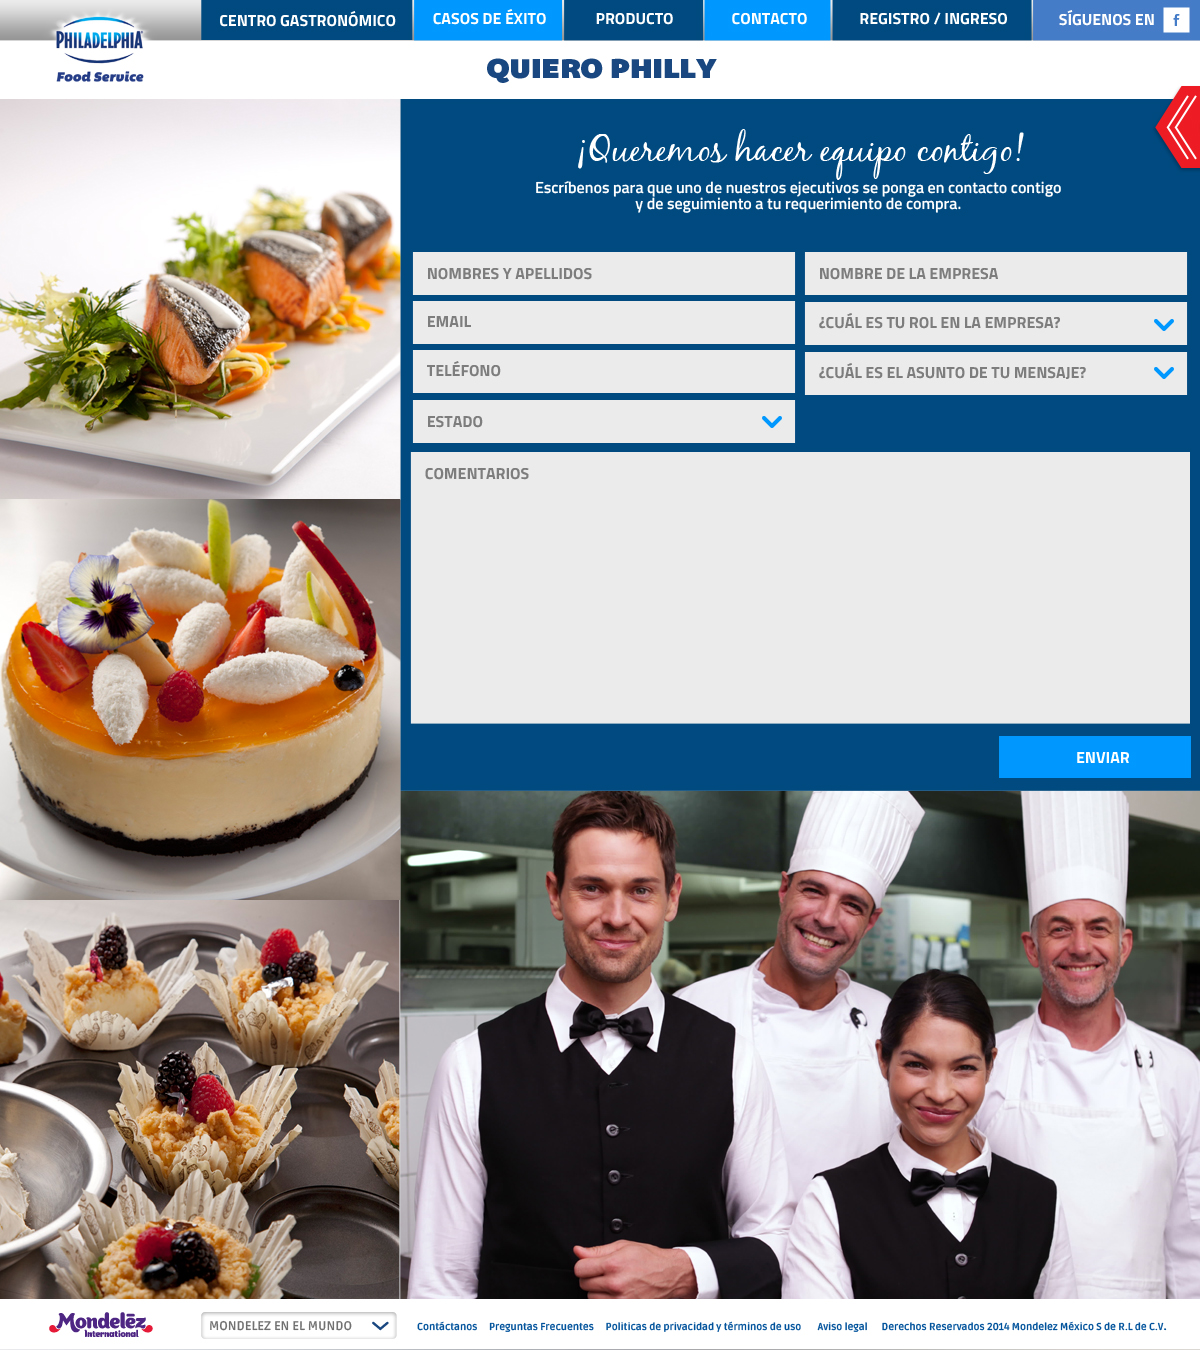 CENTRO GASTRONÓMICO
CASOS DE ÉXITO
PRODUCTO
CONTACTO
REGISTRO / INGRESO
SÍGUENOS EN f
PHILADELPHIA
Food Service
QUIERO PHILLY
¡Queremos hacer equipo contigo!
Escríbenos para que uno de nuestros ejecutivos se ponga en contacto contigo
y de seguimiento a tu requerimiento de compra.
NOMBRES Y APELLIDOS
NOMBRE DE LA EMPRESA
EMAIL
¿CUÁL ES TU ROL EN LA EMPRESA?
TELÉFONO
¿CUÁL ES EL ASUNTO DE TU MENSAJE?
ESTADO
COMENTARIOS
ENVIAR
Mondelēz
International
MONDELEZ EN EL MUNDO
Contáctanos
Preguntas Frecuentes
Politicas de privacidad y términos de uso
Aviso legal
Derechos Reservados 2014 Mondelez México S de R.L de C.V.